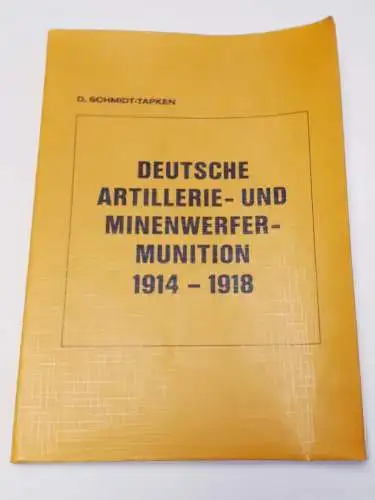 D. SCHMIDT-TAPKEN
DEUTSCHE
ARTILLERIE- UND
MINENWERFER-
MUNITION
1914 – 1918